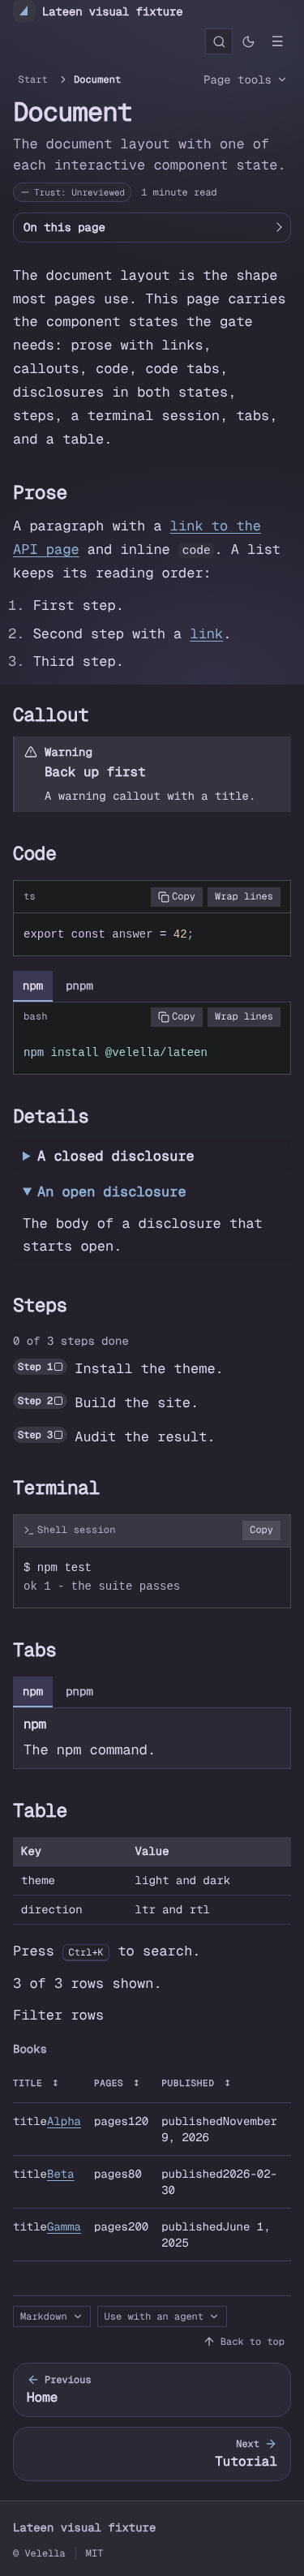 Lateen visual fixture
Start > Document
Page tools
Document
The document layout with one of
each interactive component state.
— Trust: Unreviewed
1 minute read
On this page
The document layout is the shape
most pages use. This page carries
the component states the gate
needs: prose with links,
callouts, code, code tabs,
disclosures in both states,
steps, a terminal session, tabs,
and a table.
Prose
A paragraph with a link to the
API page and inline code. A list
keeps its reading order:
1. First step.
2. Second step with a link.
3. Third step.
Callout
Warning
Back up first
A warning callout with a title.
Code
ts
Copy
Wrap lines
export const answer = 42;
npm
pnpm
bash
Copy
Wrap lines
npm install @velella/lateen
Details
A closed disclosure
An open disclosure
The body of a disclosure that
starts open.
Steps
0 of 3 steps done
Step 1 Install the theme.
Step 2 Build the site.
Step 3 Audit the result.
Terminal
Shell session
Copy
$ npm test
ok 1 - the suite passes
Tabs
npm
pnpm
npm
The npm command.
Table
Key Value
theme light and dark
direction ltr and rtl
Press Ctrl+K to search.
3 of 3 rows shown.
Filter rows
Books
TITLE ↕ PAGES ↕ PUBLISHED ↕
titleAlpha pages120 publishedNovember
9, 2026
titleBeta pages80 published2026-02-
30
titleGamma pages200 publishedJune 1,
2025
Markdown
Use with an agent
↑ Back to top
← Previous
Home
Next →
Tutorial
Lateen visual fixture
© Velella
MIT